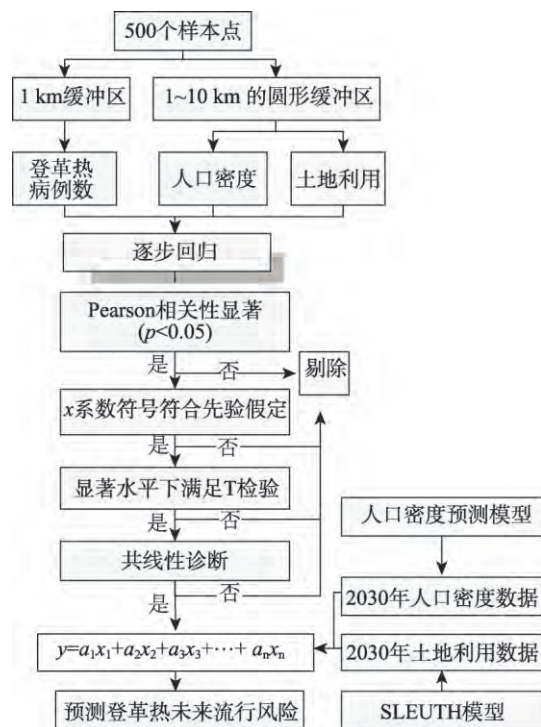 500个样本点
1 km缓冲区
1~10 km 的圆形缓冲区
登革热
病例数
人口密度
土地利用
逐步回归
Pearson相关性显著
(p<0.05)
是
否
剔除
x系数符号符合先验假定
是
否
显著水平下满足T检验
是
否
人口密度预测模型
共线性诊断
是
否
2030年人口密度数据
y=a₁x₁+a₂x₂+a₃x₃+⋯+ aₙxₙ
2030年土地利用数据
预测登革热未来流行风险
SLEUTH模型